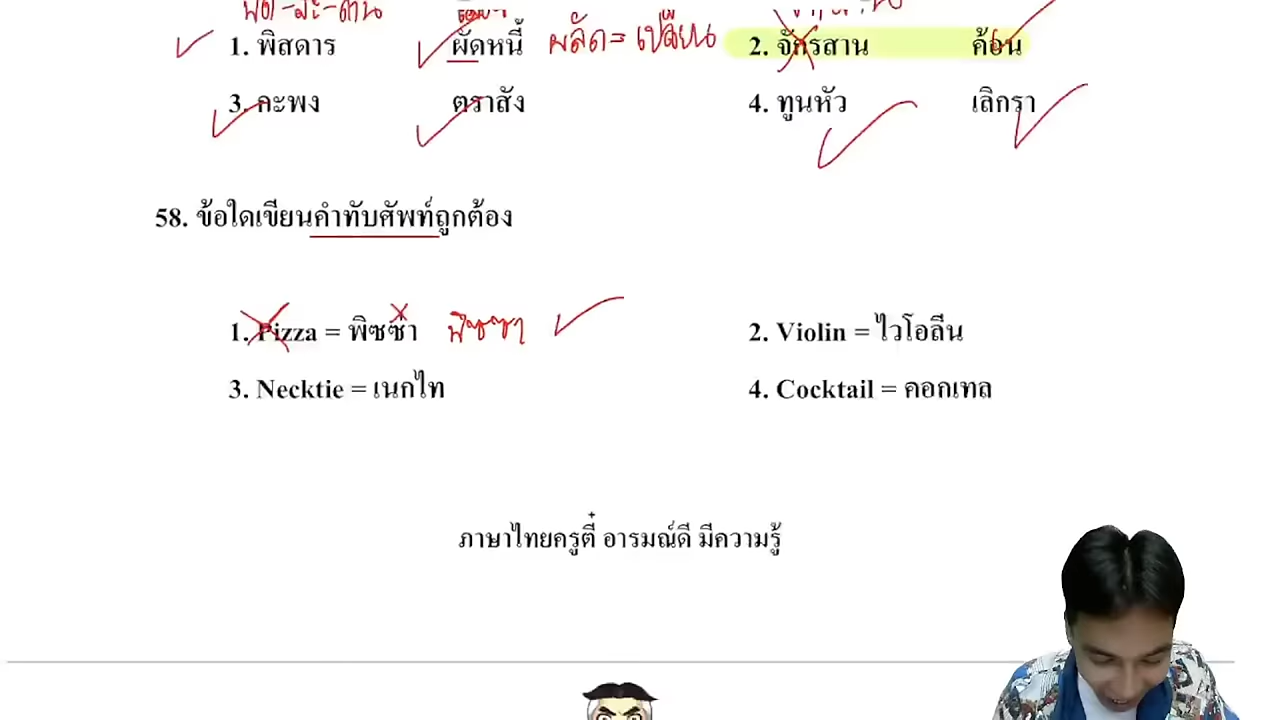 1. พิสดาร ผัดหนี้ ผลัด = เปลี่ยน 2. จักรสาน ค้อน
3. กะพง ตราสัง 4. ทูนหัว เลิกรา
58. ข้อใดเขียนคำทับศัพท์ถูกต้อง
1. Pizza = พิซซ่า พิซซา 2. Violin = ไวโอลีน
3. Necktie = เนกไท 4. Cocktail = คอกเทล
ภาษาไทยครูตี๋ อารมณ์ดี มีความรู้